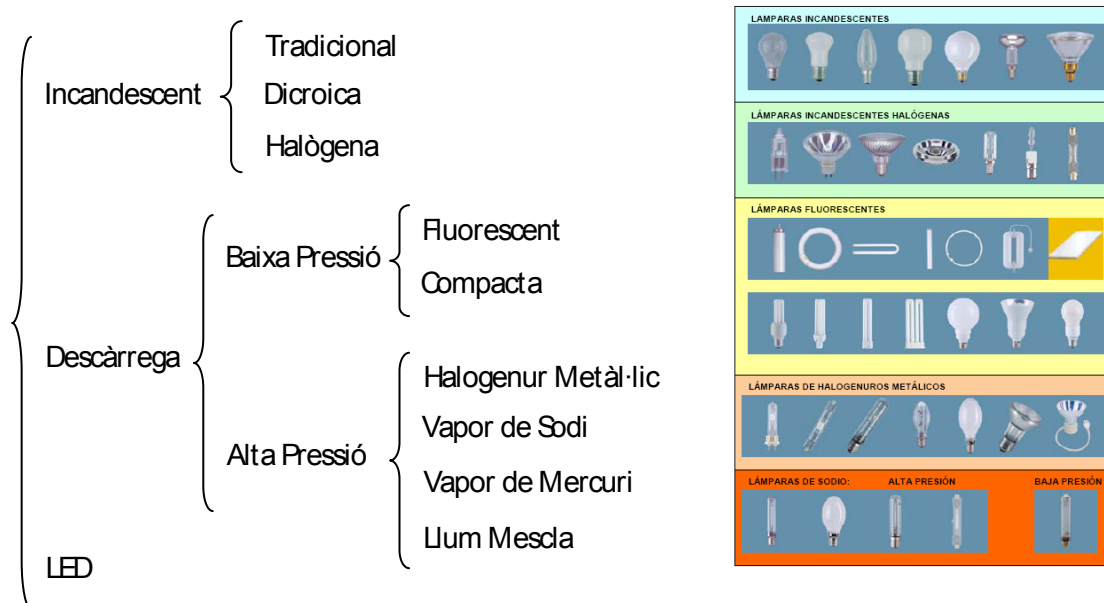 Incandescent
Tradicional
Dicroica
Halògena
Descàrrega
Baixa Pressió
Fluorescent
Compacta
Alta Pressió
Halogenur Metàl·lic
Vapor de Sodi
Vapor de Mercuri
Llum Mescla
LED
LAMPARAS INCANDESCENTES
LÁMPARAS INCANDESCENTES HALÓGENAS
LÁMPARAS FLUORESCENTES
LÁMPARAS DE HALOGENUROS METÁLICOS
LÁMPARAS DE SODIO: ALTA PRESIÓN BAJA PRESIÓN